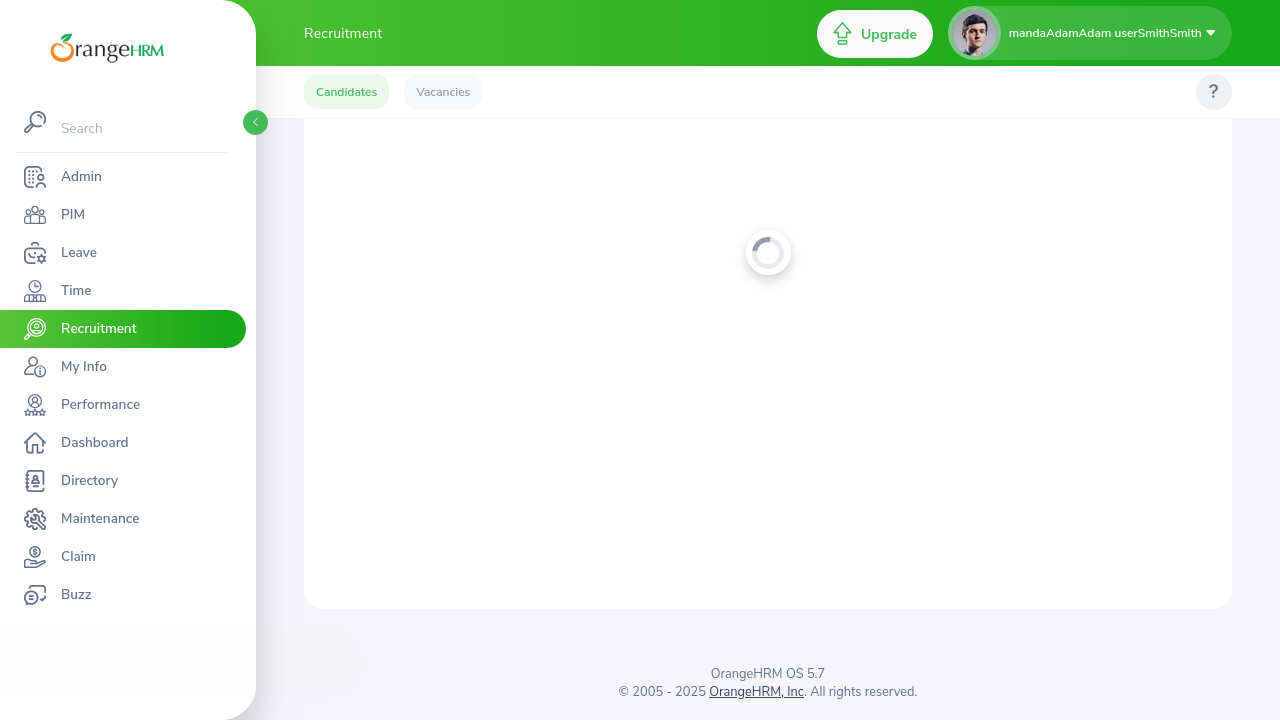 OrangeHRM
Recruitment
Upgrade
mandaAdamAdam userSmithSmith
Candidates
Vacancies
?
Search
Admin
PIM
Leave
Time
Recruitment
My Info
Performance
Dashboard
Directory
Maintenance
Claim
Buzz
OrangeHRM OS 5.7
© 2005 - 2025 OrangeHRM, Inc. All rights reserved.